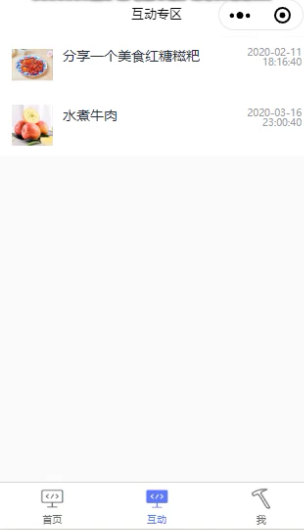 互动专区
分享一个美食红糖糍粑
2020-02-11
18:16:40
水煮牛肉
2020-03-16
23:00:40
首页
互动
我